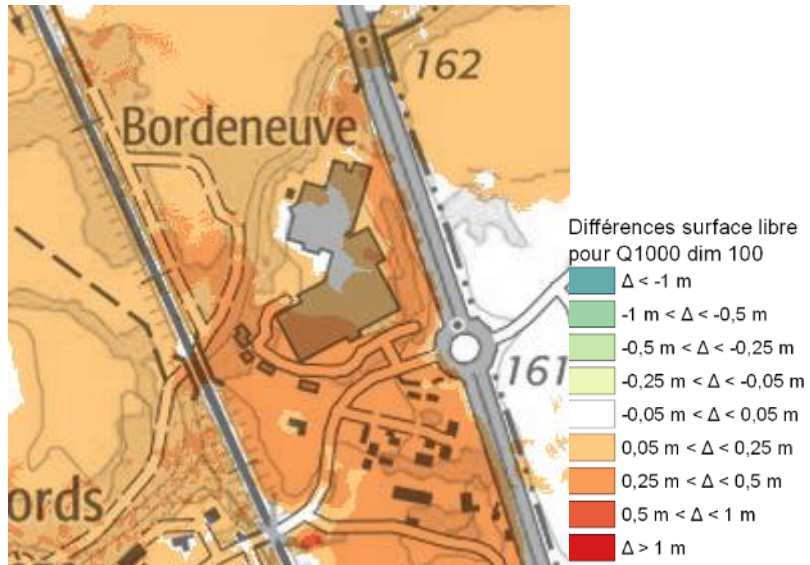 162
Bordeneuve
161
ords
Différences surface libre
pour Q1000 dim 100
Δ < -1 m
-1 m < Δ < -0,5 m
-0,5 m < Δ < -0,25 m
-0,25 m < Δ < -0,05 m
-0,05 m < Δ < 0,05 m
0,05 m < Δ < 0,25 m
0,25 m < Δ < 0,5 m
0,5 m < Δ < 1 m
Δ > 1 m